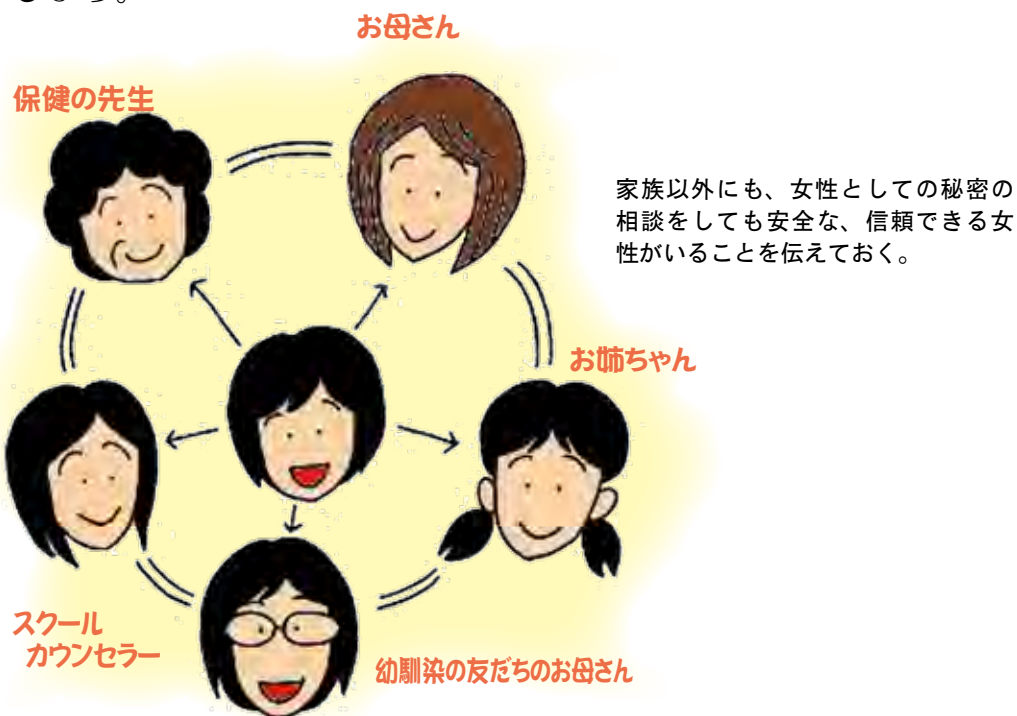 お母さん
保健の先生
家族以外にも、女性としての秘密の
相談をしても安全な、信頼できる女
性がいることを伝えておく。
お姉ちゃん
スクール
カウンセラー
幼馴染の友だちのお母さん